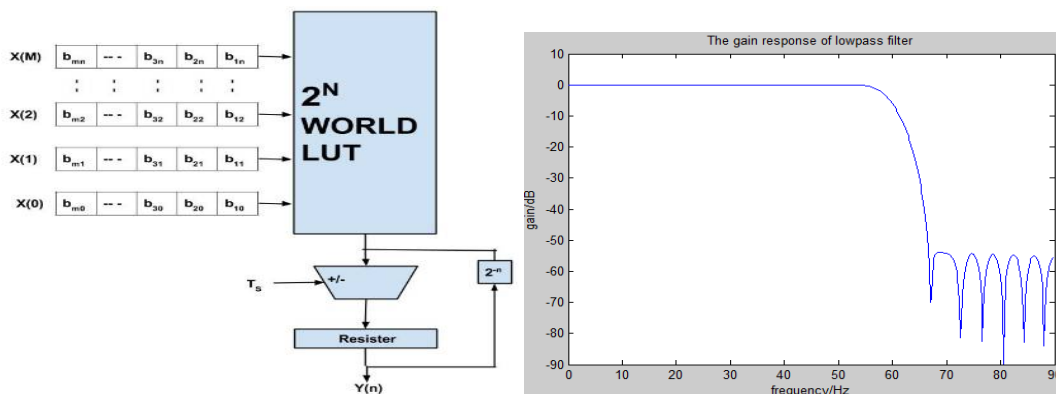 X(M) b_mn -- - b_3n b_2n b_1n
X(2) b_m2 -- - b_32 b_22 b_12
X(1) b_m1 -- - b_31 b_21 b_11
X(0) b_m0 -- - b_30 b_20 b_10
2^N
WORLD
LUT
+/-
T_S
2^-n
Resister
Y(n)
The gain response of lowpass filter
gain/dB
10
0
-10
-20
-30
-40
-50
-60
-70
-80
-90
0 10 20 30 40 50 60 70 80 90
frequency/Hz